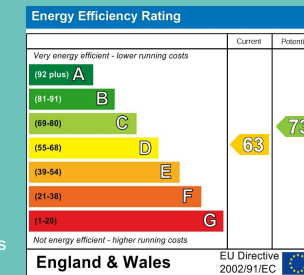 Energy Efficiency Rating
Current
Very energy efficient - lower running costs
(92 plus) A
(81-91) B
(69-80) C
(55-68) D
(39-54) E
(21-38) F
(1-20) G
63
73
Not energy efficient - higher running costs
England & Wales
EU Directive
2002/91/EC